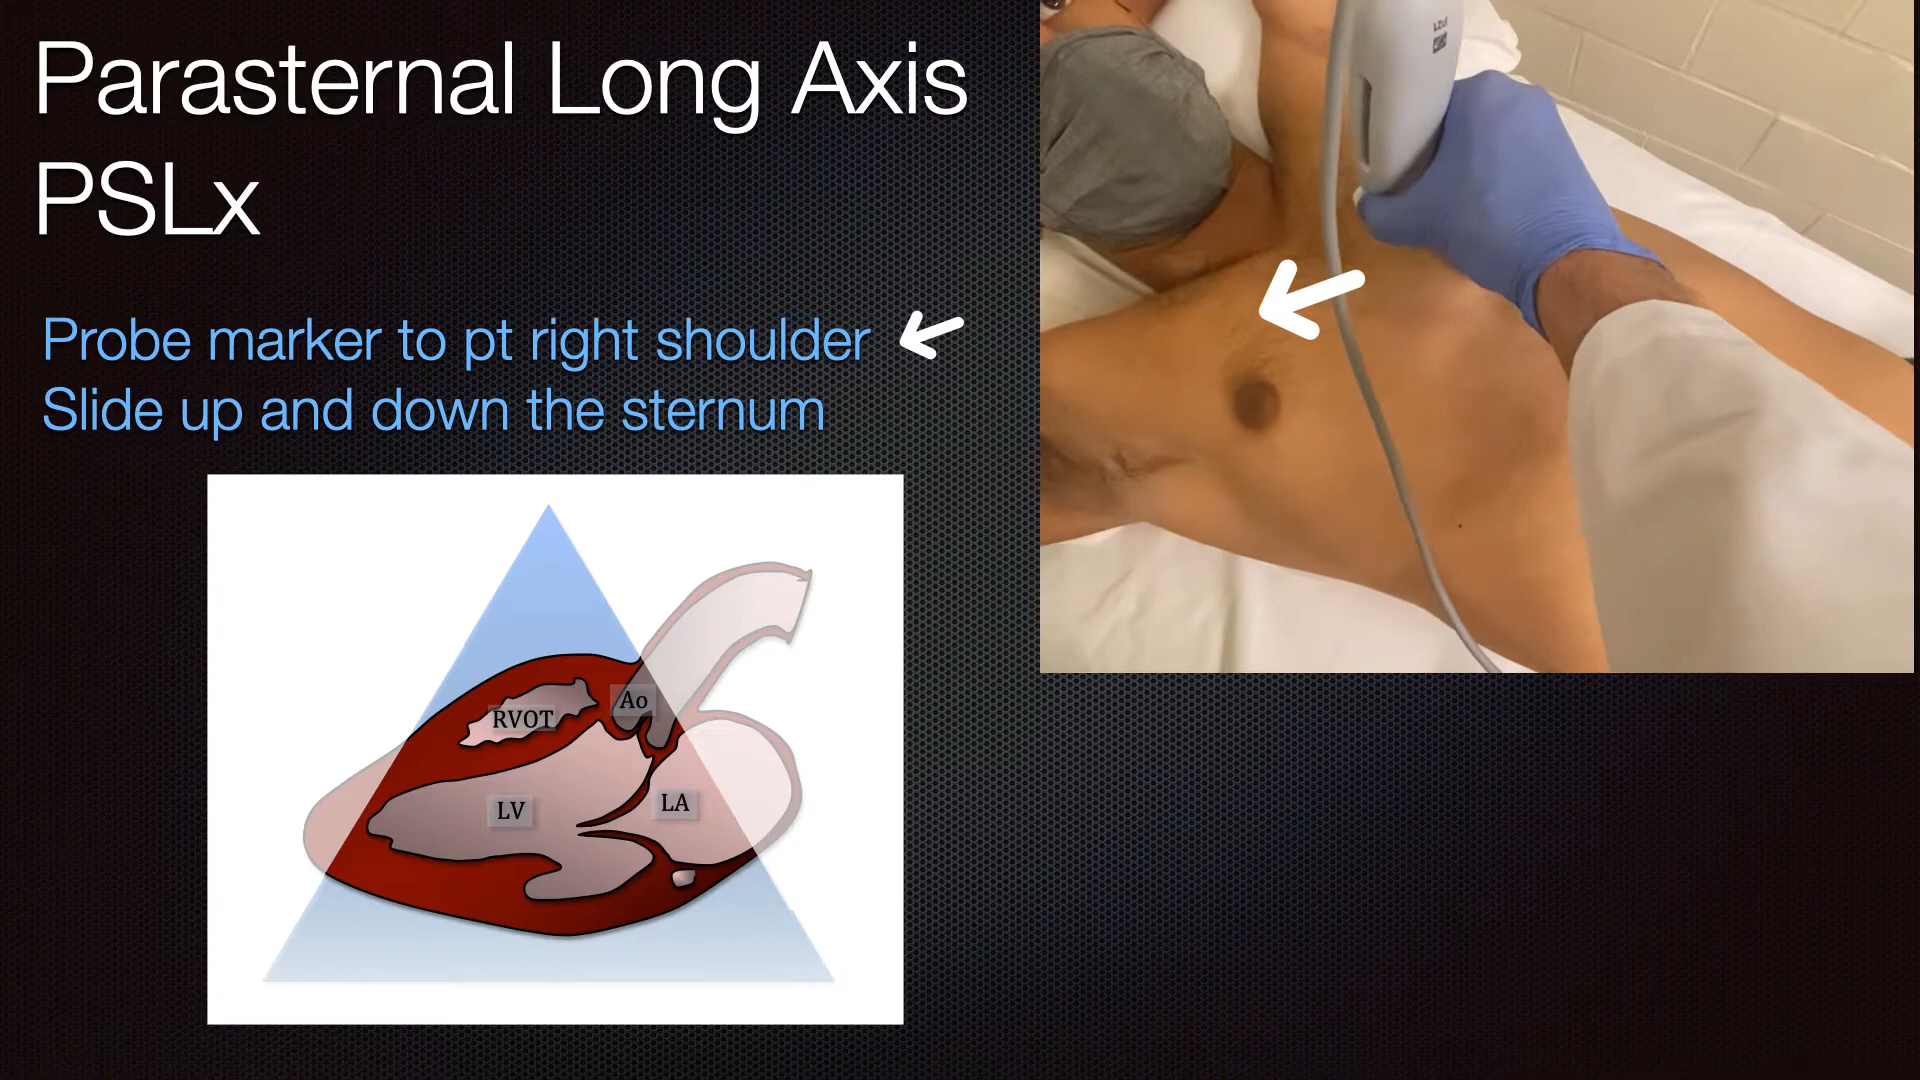 Parasternal Long Axis
PSLx
Probe marker to pt right shoulder
Slide up and down the sternum
RVOT
Ao
LV
LA